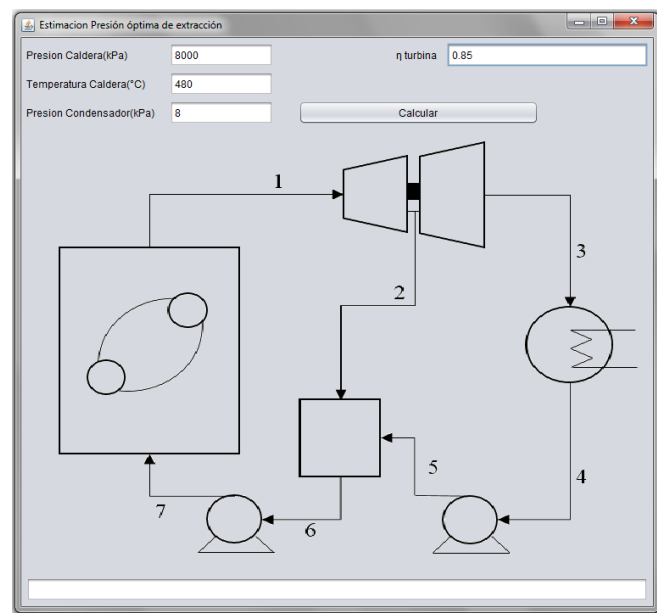 Estimacion Presión óptima de extracción
Presion Caldera(kPa) 8000 η turbina 0.85
Temperatura Caldera(°C) 480
Presion Condensador(kPa) 8 Calcular
1
2
3
4
5
6
7